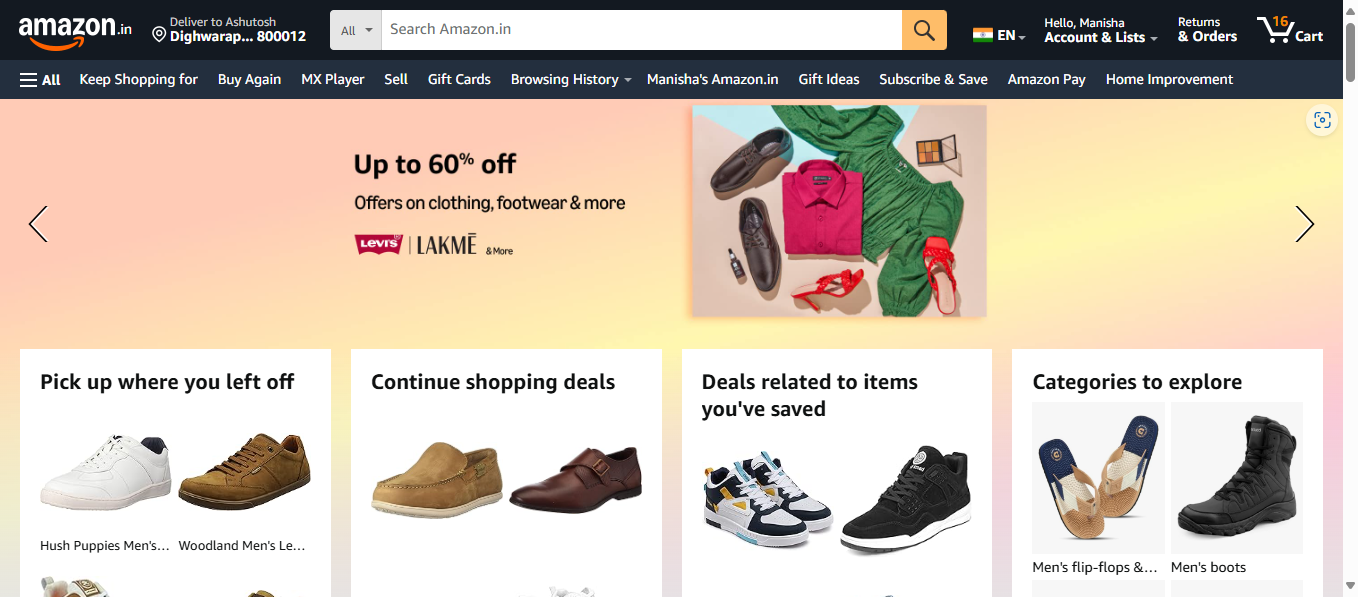 amazon.in
Deliver to Ashutosh
Dighwarap... 800012
All
Search Amazon.in
EN
Hello, Manisha
Account & Lists
Returns
& Orders
16
Cart
All
Keep Shopping for
Buy Again
MX Player
Sell
Gift Cards
Browsing History
Manisha's Amazon.in
Gift Ideas
Subscribe & Save
Amazon Pay
Home Improvement
Up to 60% off
Offers on clothing, footwear & more
LEVI'S LAKMĒ & More
Pick up where you left off
Hush Puppies Men's...
Woodland Men's Le...
Continue shopping deals
Deals related to items
you've saved
Categories to explore
Men's flip-flops &...
Men's boots